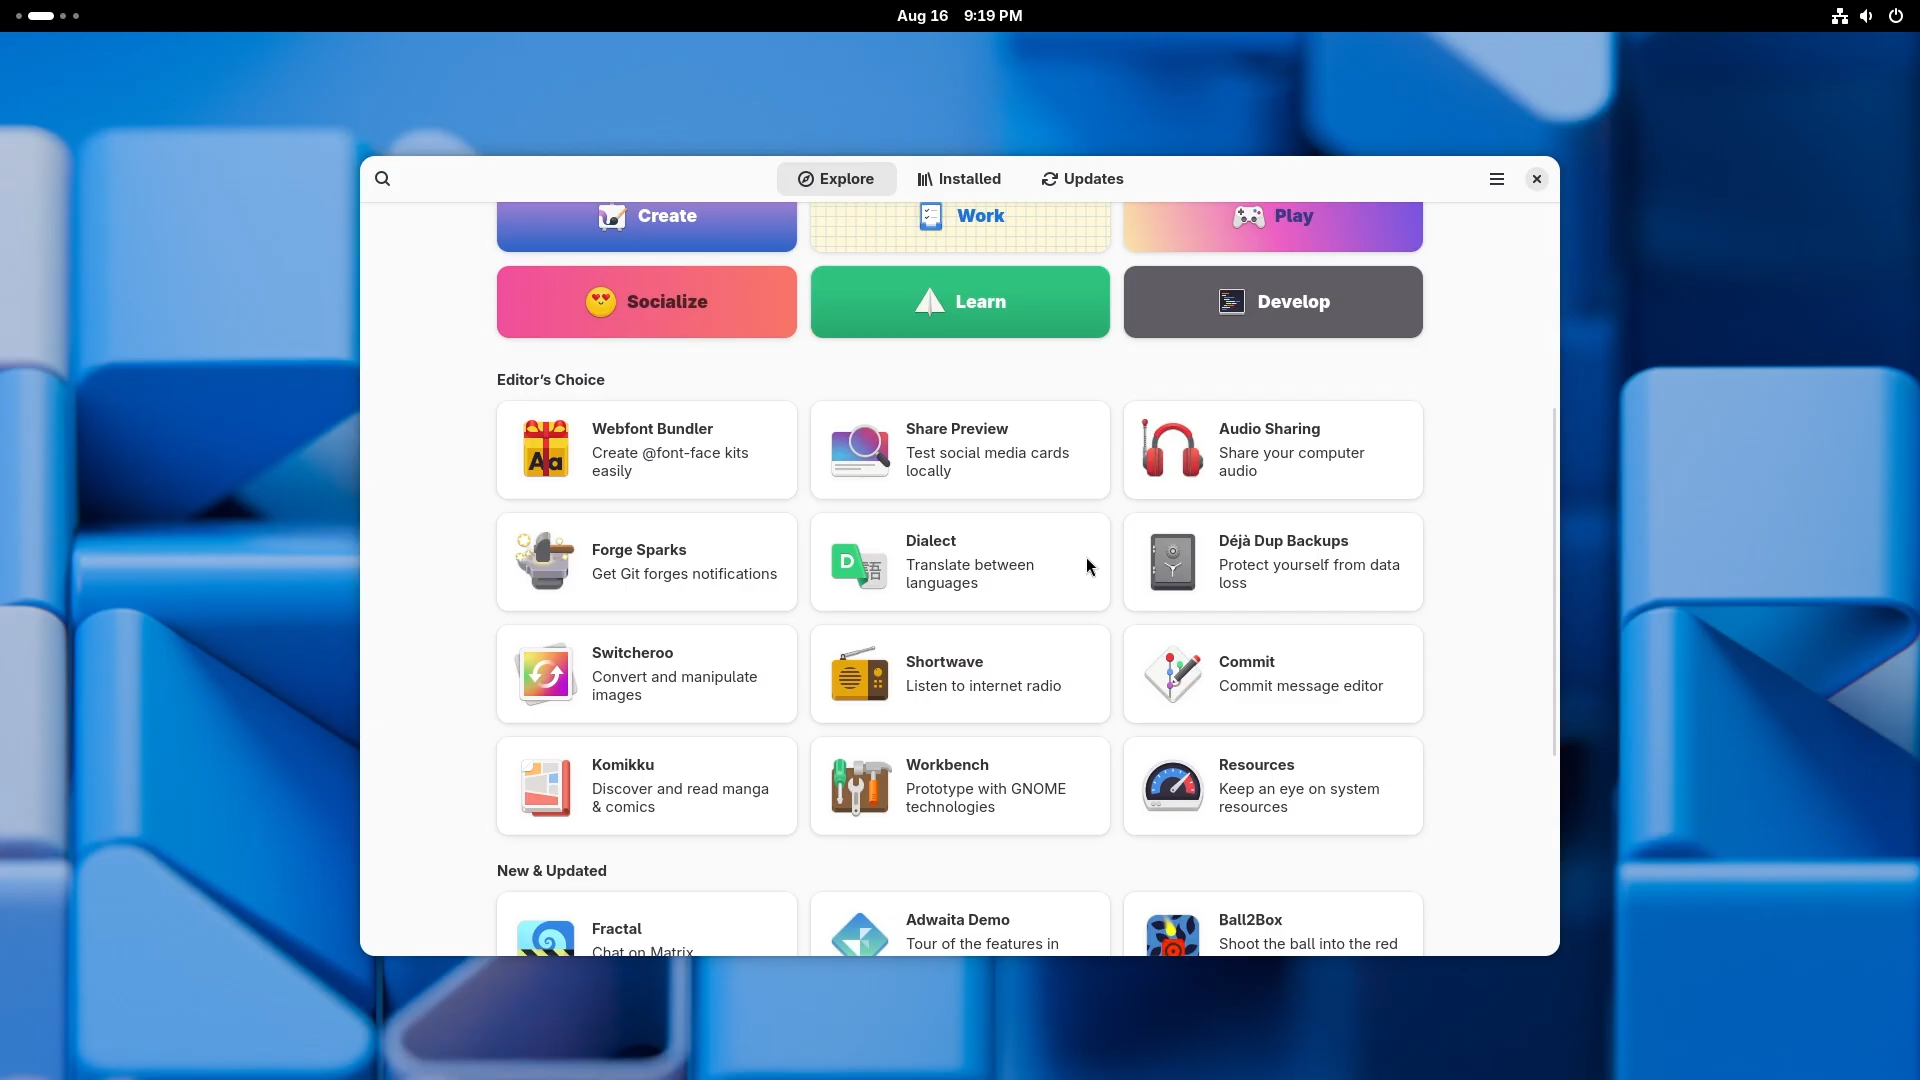 Aug 16 9:19 PM
Explore
Installed
Updates
Create
Work
Play
Socialize
Learn
Develop
Editor’s Choice
Aa
Webfont Bundler
Create @font-face kits
easily
Share Preview
Test social media cards
locally
Audio Sharing
Share your computer
audio
Forge Sparks
Get Git forges notifications
D
語
Dialect
Translate between
languages
Déjà Dup Backups
Protect yourself from data
loss
Switcheroo
Convert and manipulate
images
Shortwave
Listen to internet radio
Commit
Commit message editor
Komikku
Discover and read manga
& comics
Workbench
Prototype with GNOME
technologies
Resources
Keep an eye on system
resources
New & Updated
Fractal
Chat on Matrix
Adwaita Demo
Tour of the features in
Ball2Box
Shoot the ball into the red